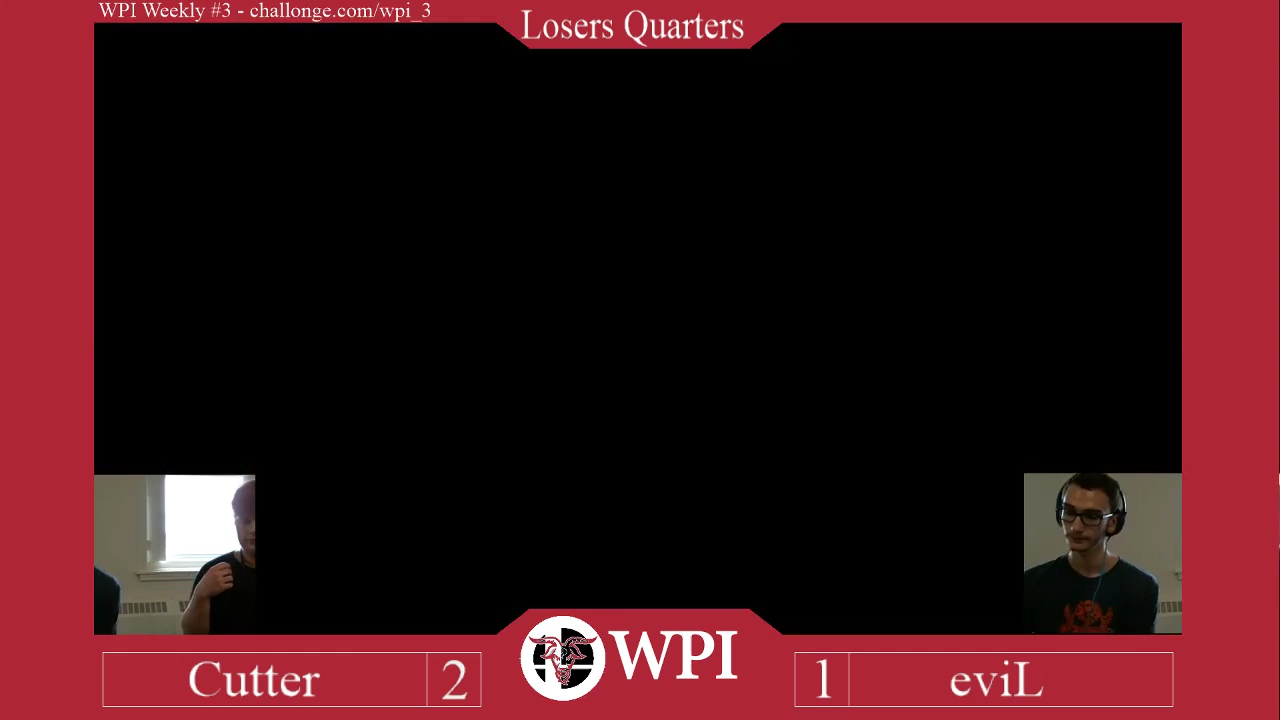 WPI Weekly #3 - challonge.com/wpi_3
Losers Quarters
WPI
Cutter 2
1 eviL